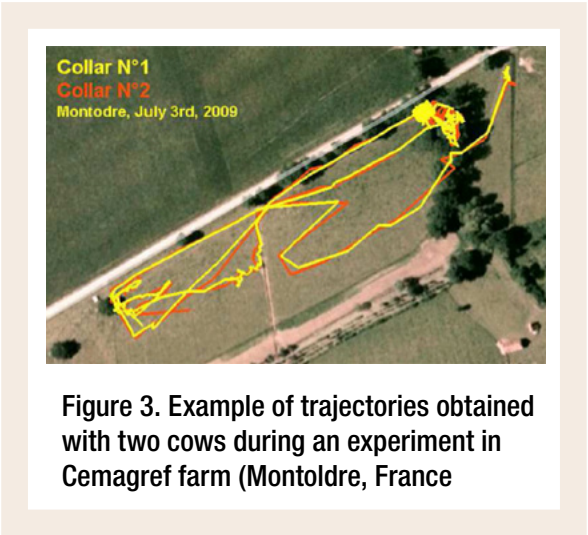 Collar N°1
Collar N°2
Montodre, July 3rd, 2009
Figure 3. Example of trajectories obtained
with two cows during an experiment in
Cemagref farm (Montoldre, France